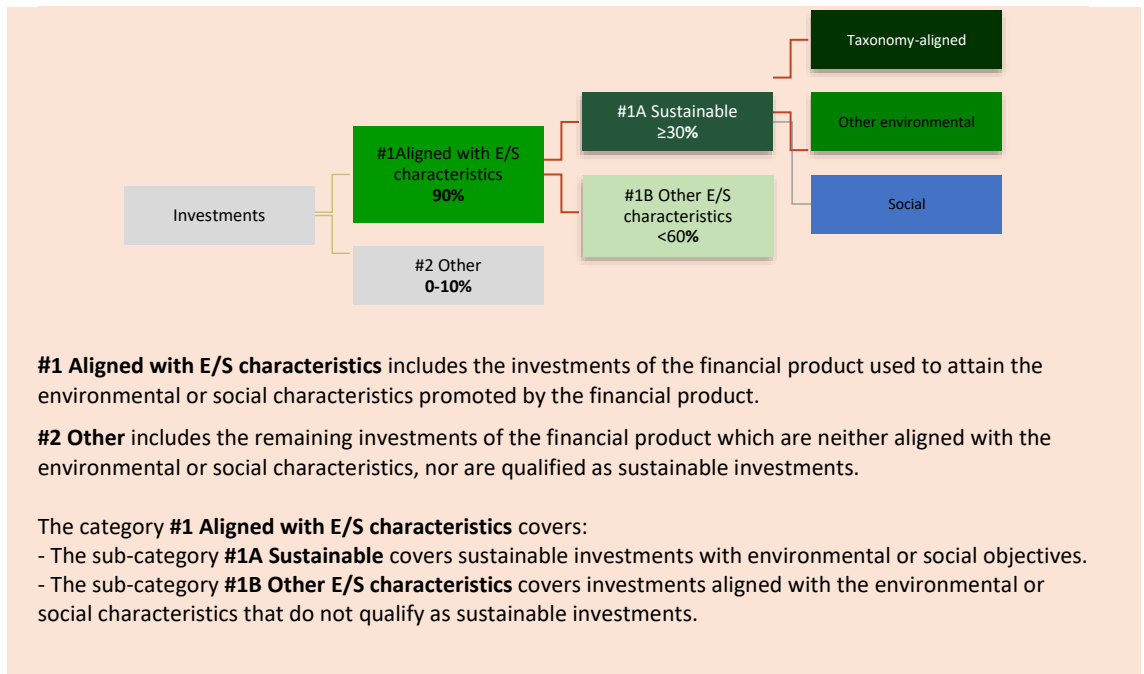 Taxonomy-aligned
#1A Sustainable
≥30%
Other environmental
#1Aligned with E/S
characteristics
90%
#1B Other E/S
characteristics
<60%
Social
Investments
#2 Other
0-10%
#1 Aligned with E/S characteristics includes the investments of the financial product used to attain the
environmental or social characteristics promoted by the financial product.
#2 Other includes the remaining investments of the financial product which are neither aligned with the
environmental or social characteristics, nor are qualified as sustainable investments.
The category #1 Aligned with E/S characteristics covers:
- The sub-category #1A Sustainable covers sustainable investments with environmental or social objectives.
- The sub-category #1B Other E/S characteristics covers investments aligned with the environmental or
social characteristics that do not qualify as sustainable investments.